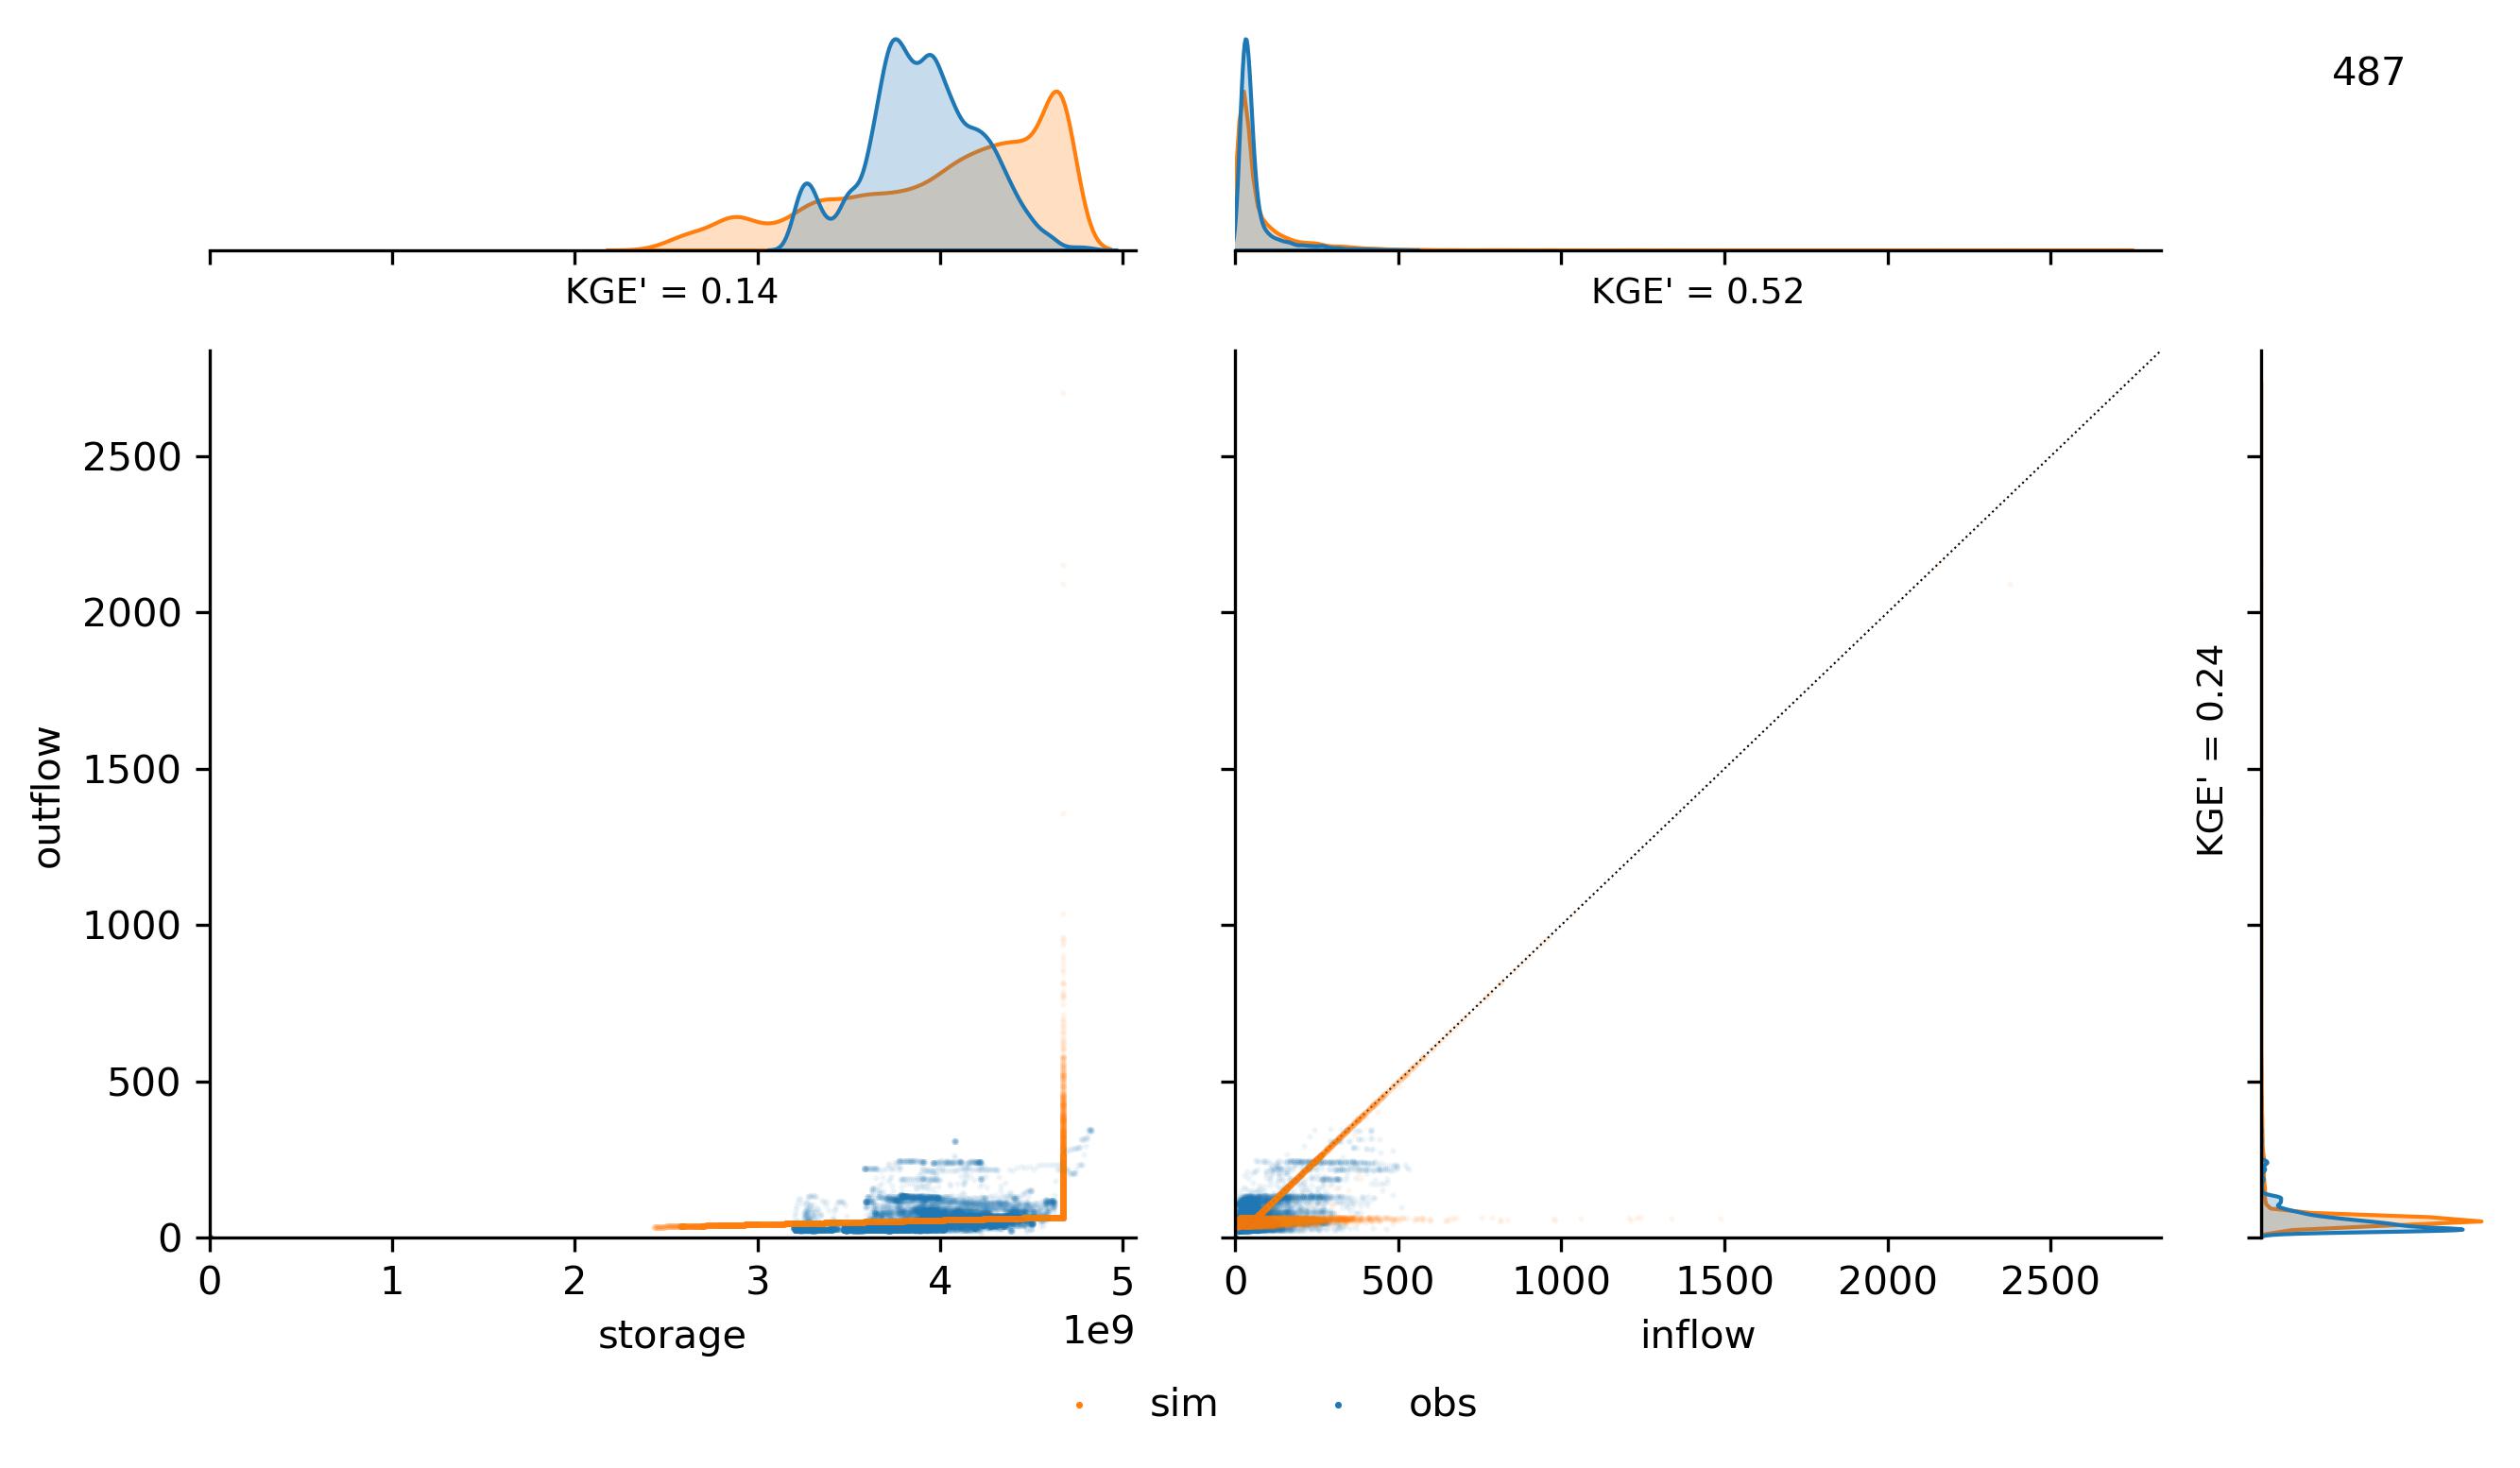 487
KGE' = 0.14
KGE' = 0.52
outflow
2500
2000
1500
1000
500
0
KGE' = 0.24
0 1 2 3 4 5
1e9
storage
0 500 1000 1500 2000 2500
inflow
sim obs